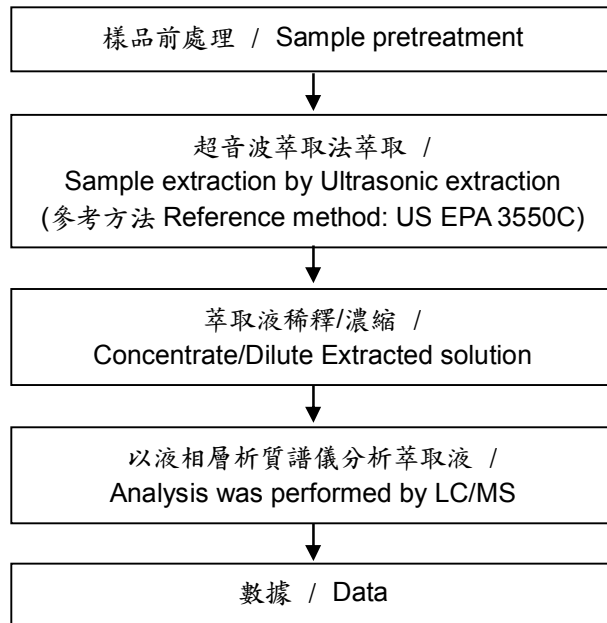 樣品前處理 / Sample pretreatment
超音波萃取法萃取 /
Sample extraction by Ultrasonic extraction
(參考方法 Reference method: US EPA 3550C)
萃取液稀釋/濃縮 /
Concentrate/Dilute Extracted solution
以液相層析質譜儀分析萃取液 /
Analysis was performed by LC/MS
數據 / Data